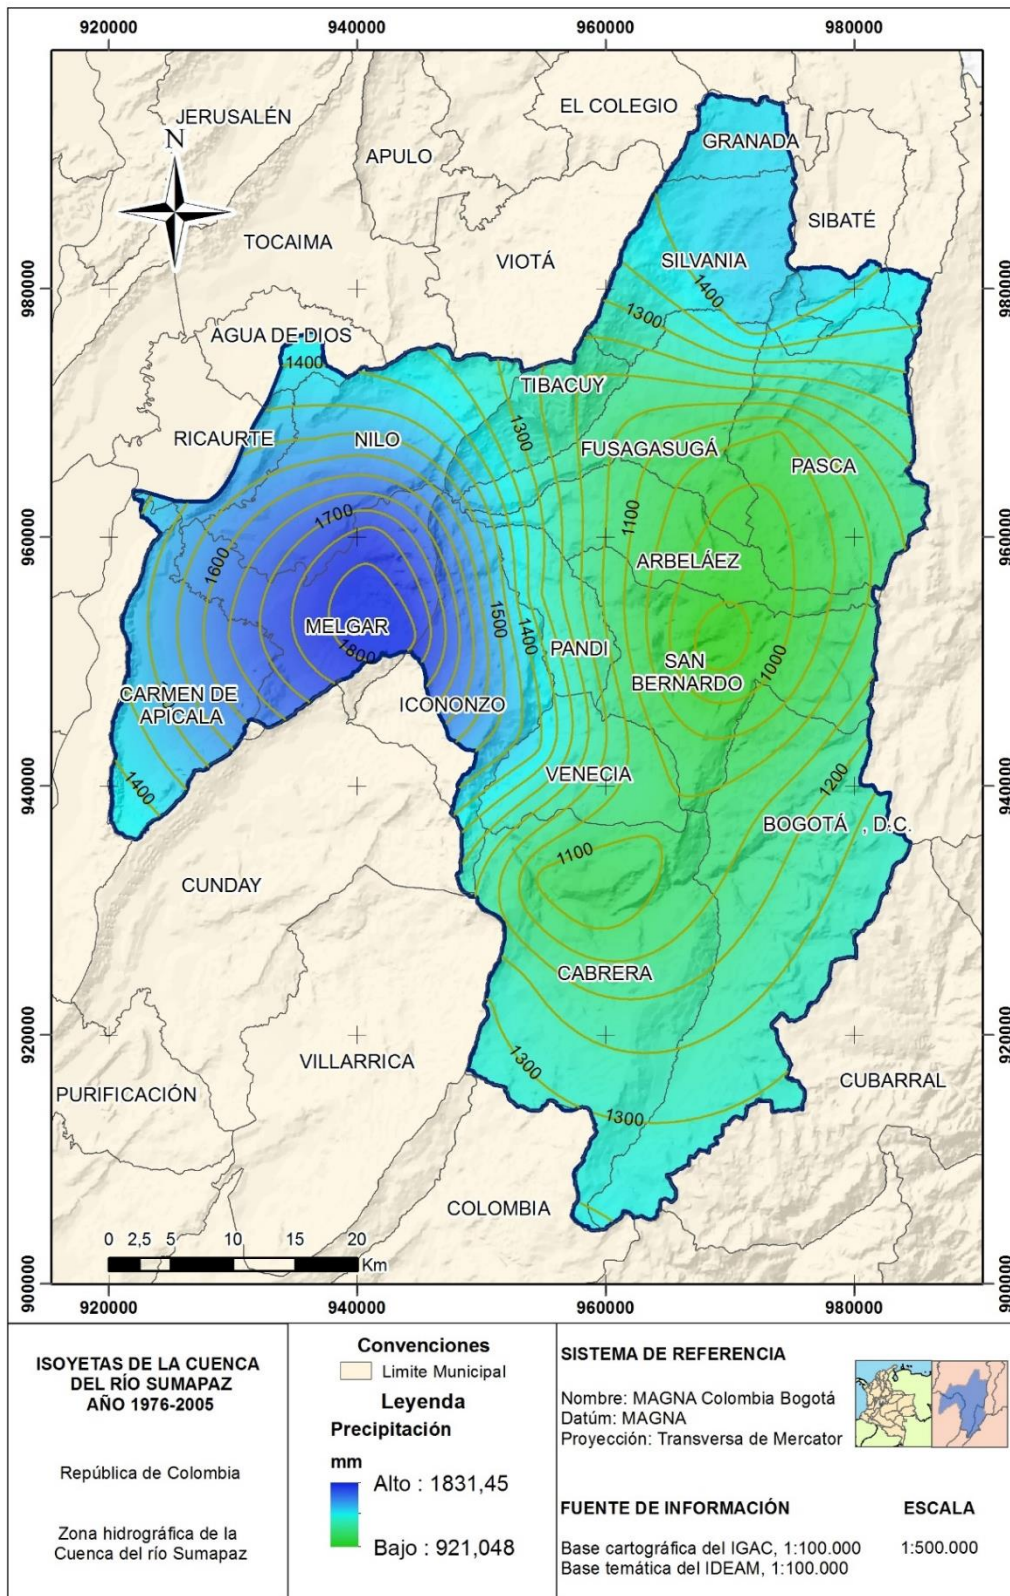 920000 940000 960000 980000
JERUSALÉN
N
EL COLEGIO
APULO
GRANADA
SIBATÉ
TOCAIMA
VIOTÁ
SILVANIA
980000 980000
1400
1300
AGUA DE DIOS
1400
TIBACUY
1300
RICAURTE
NILO
FUSAGASUGÁ
PASCA
1700
1100
960000 960000
1600
ARBELÁEZ
MELGAR
1500
1400
PANDI
1800
SAN
BERNARDO
1000
CARMEN DE
APICALA
ICONONZO
VENECIA
1200
1400
940000 940000
BOGOTÁ , D.C.
1100
CUNDAY
CABRERA
920000 920000
VILLARRICA
1300
CUBARRAL
PURIFICACIÓN
1300
COLOMBIA
0 2,5 5 10 15 20
Km
900000 900000
920000 940000 960000 980000
ISOYETAS DE LA CUENCA
DEL RÍO SUMAPAZ
AÑO 1976-2005
República de Colombia
Zona hidrográfica de la
Cuenca del río Sumapaz
Convenciones
Limite Municipal
Leyenda
Precipitación
mm
Alto : 1831,45
Bajo : 921,048
SISTEMA DE REFERENCIA
Nombre: MAGNA Colombia Bogotá
Datúm: MAGNA
Proyección: Transversa de Mercator
FUENTE DE INFORMACIÓN
Base cartográfica del IGAC, 1:100.000
Base temática del IDEAM, 1:100.000
ESCALA
1:500.000